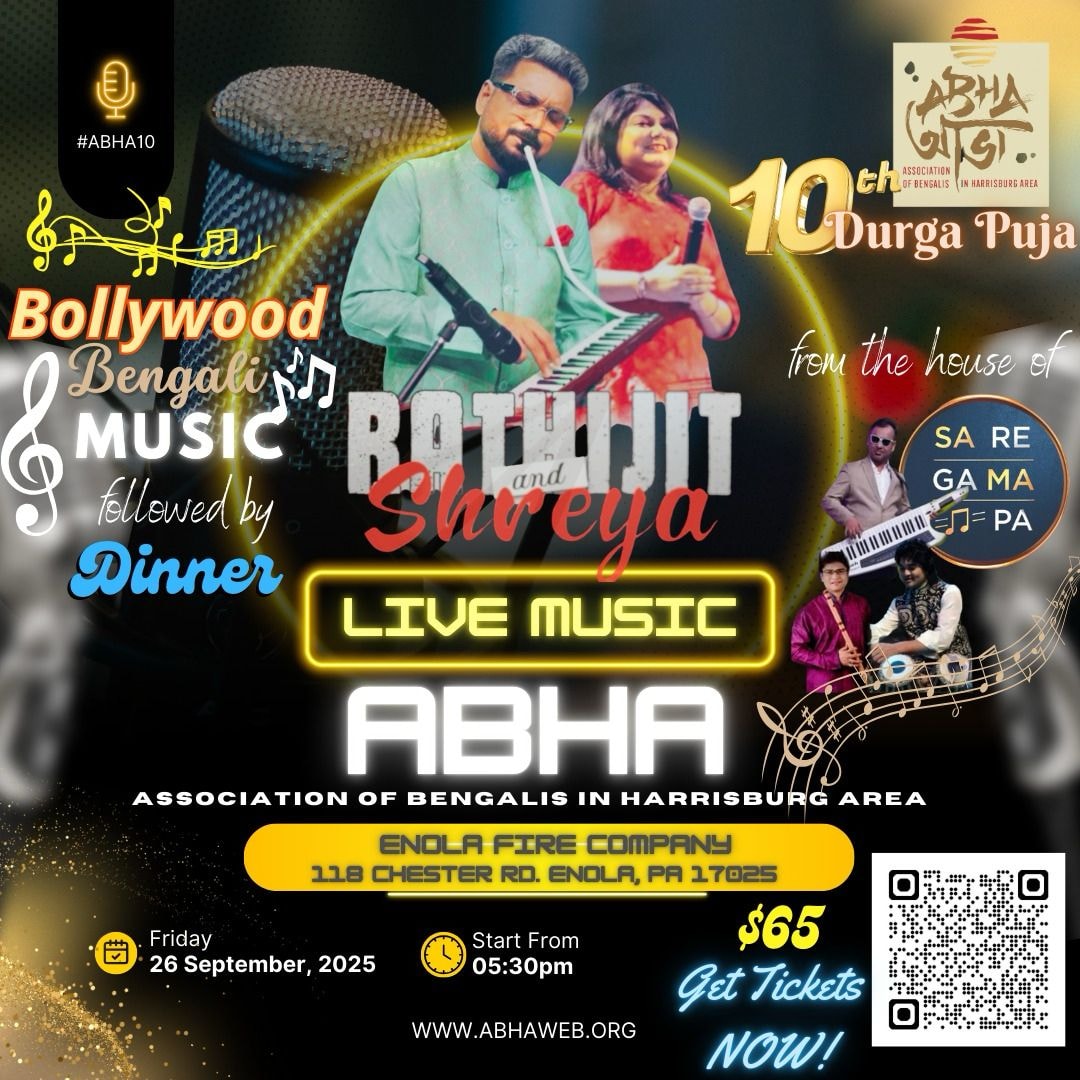 #ABHA10
ABHA
আভা
ASSOCIATION
OF BENGALIS IN HARRISBURG AREA
10th
Durga Puja
Bollywood
Bengali
MUSIC
followed by
Dinner
from the house of
SA RE
GA MA
PA
RATHIJIT
and
Shreya
LIVE MUSIC
ABHA
ASSOCIATION OF BENGALIS IN HARRISBURG AREA
ENOLA FIRE COMPANY
118 CHESTER RD. ENOLA, PA 17025
Friday
26 September, 2025
Start From
05:30pm
$65
Get Tickets
NOW!
WWW.ABHAWEB.ORG